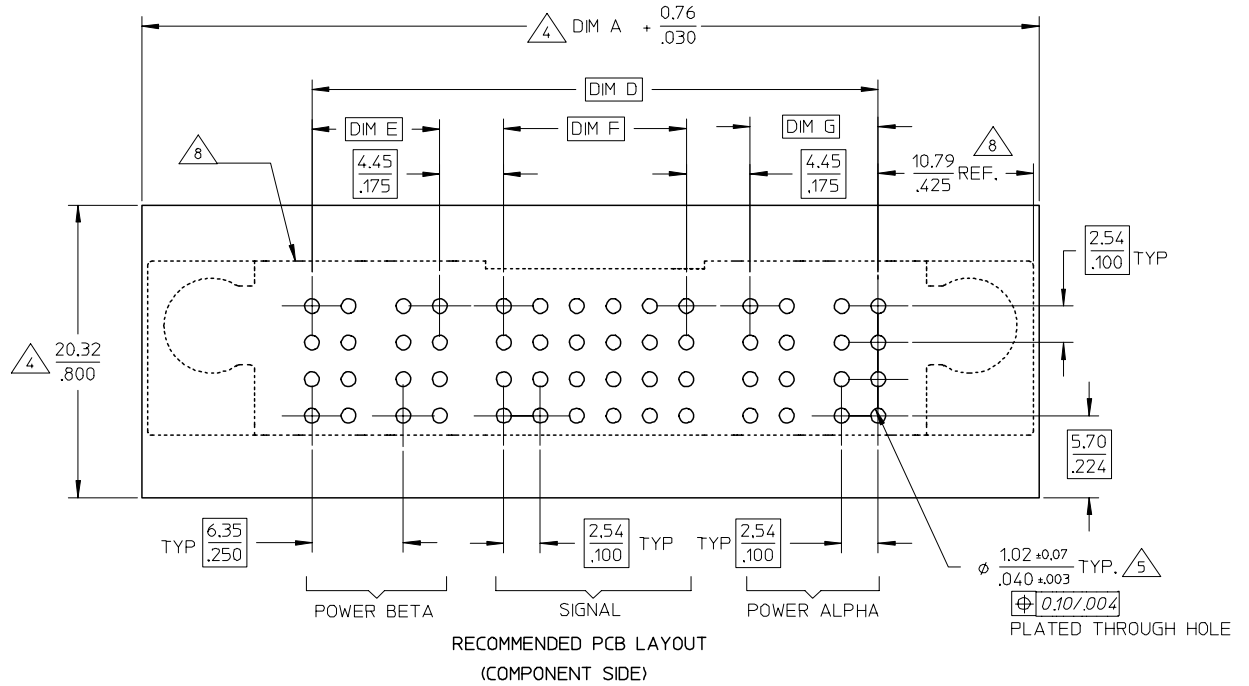 4 DIM A + 0.76
.030
DIM D
DIM E
DIM F
DIM G
8
4.45
.175
4.45
.175
8
10.79
.425 REF.
2.54
.100 TYP
4 20.32
.800
5.70
.224
TYP 6.35
.250
2.54
.100 TYP
TYP 2.54
.100
⌀ 1.02 ±0.07
.040 ±.003 TYP. 5
⌖ 0.10/.004
PLATED THROUGH HOLE
POWER BETA
SIGNAL
POWER ALPHA
RECOMMENDED PCB LAYOUT
(COMPONENT SIDE)